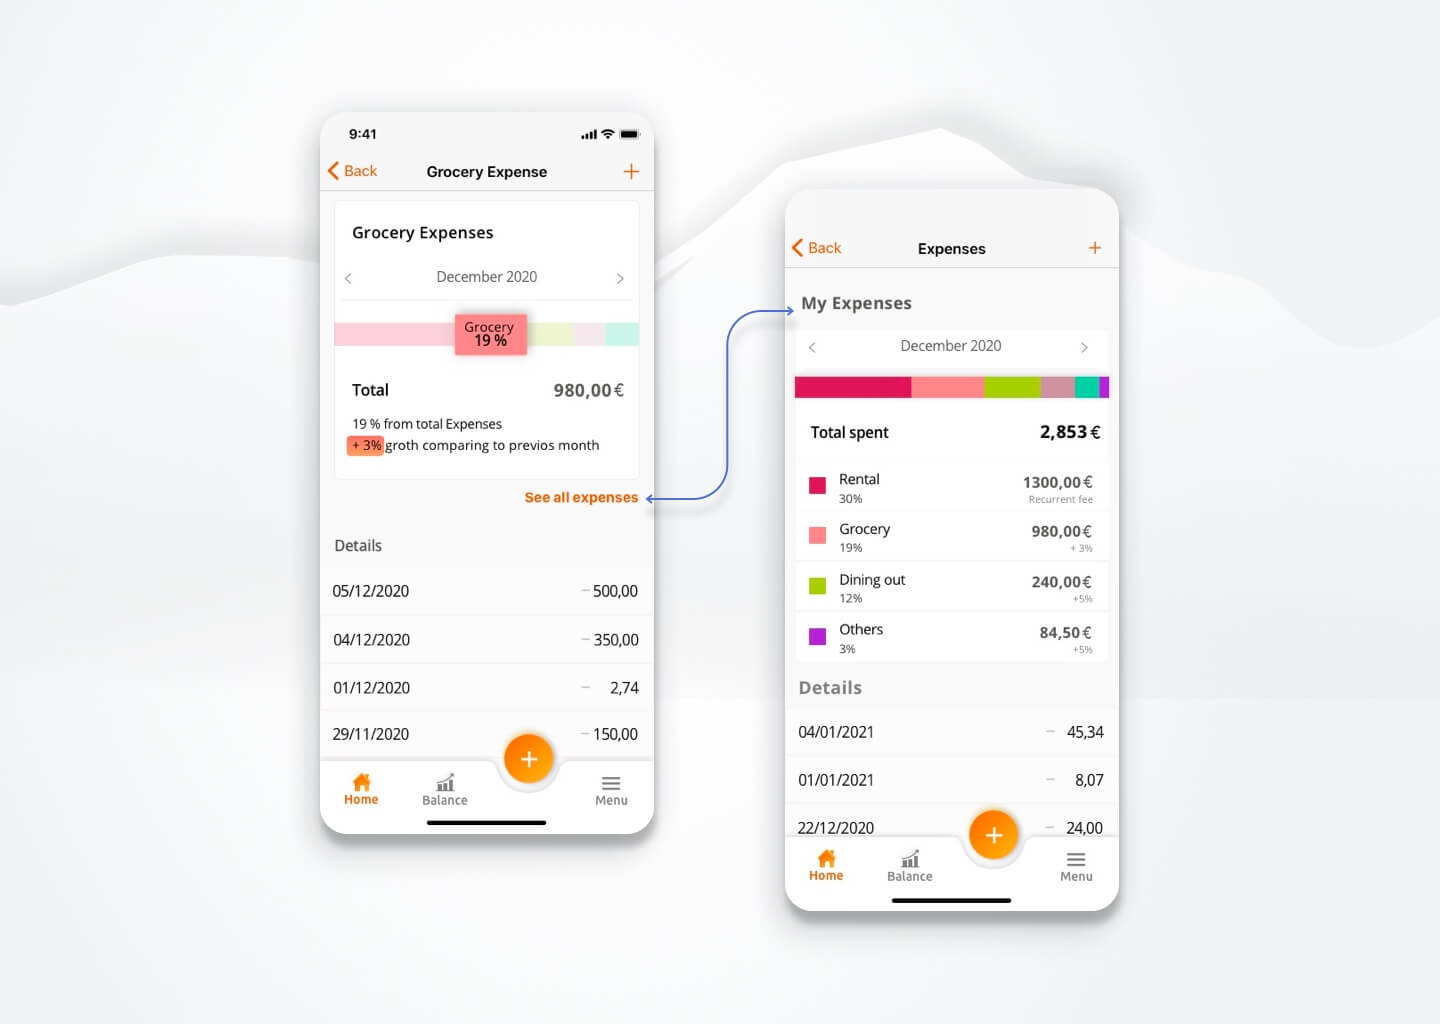 9:41
Back
Grocery Expense
+
Grocery Expenses
December 2020
Grocery
19 %
Total
980,00 €
19 % from total Expenses
+ 3% groth comparing to previos month
See all expenses
Details
05/12/2020 – 500,00
04/12/2020 – 350,00
01/12/2020 – 2,74
29/11/2020 – 150,00
+
Home
Balance
Menu
Back
Expenses
+
My Expenses
December 2020
Total spent
2,853 €
Rental
1300,00 €
30%
Recurrent fee
Grocery
980,00 €
19%
+ 3%
Dining out
240,00 €
12%
+5%
Others
84,50 €
3%
+5%
Details
04/01/2021 – 45,34
01/01/2021 – 8,07
22/12/2020 – 24,00
+
Home
Balance
Menu